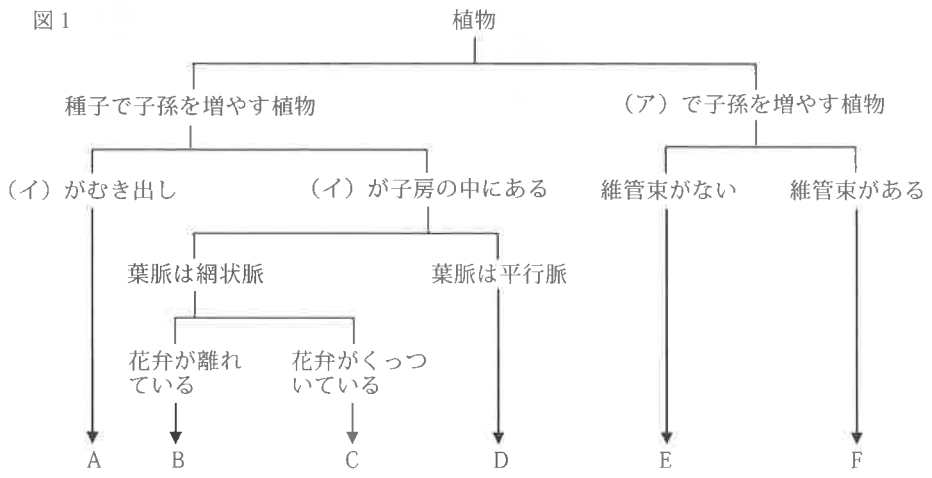 図1
植物
種子で子孫を増やす植物
（ア）で子孫を増やす植物
（イ）がむき出し
（イ）が子房の中にある
維管束がない
維管束がある
葉脈は網状脈
葉脈は平行脈
花弁が離れ
ている
花弁がくっつ
いている
A
B
C
D
E
F